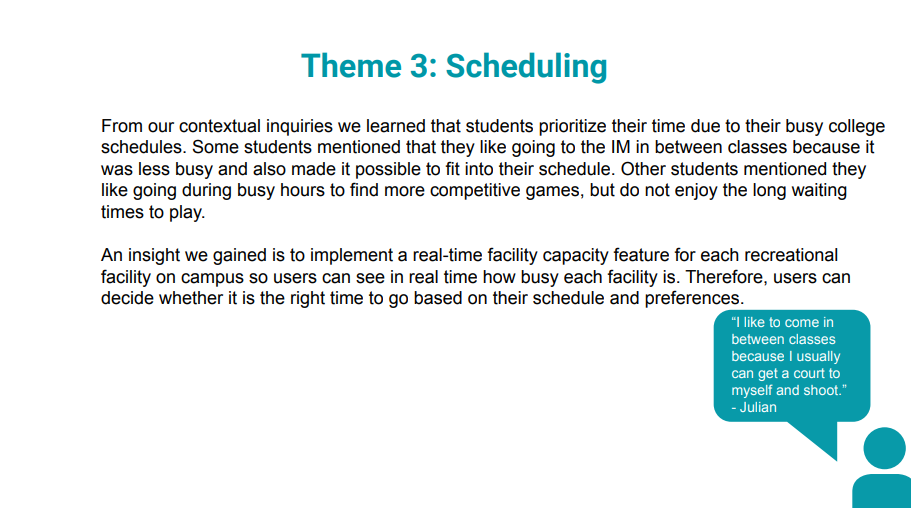 Theme 3: Scheduling
From our contextual inquiries we learned that students prioritize their time due to their busy college
schedules. Some students mentioned that they like going to the IM in between classes because it
was less busy and also made it possible to fit into their schedule. Other students mentioned they
like going during busy hours to find more competitive games, but do not enjoy the long waiting
times to play.
An insight we gained is to implement a real-time facility capacity feature for each recreational
facility on campus so users can see in real time how busy each facility is. Therefore, users can
decide whether it is the right time to go based on their schedule and preferences.
“I like to come in
between classes
because I usually
can get a court to
myself and shoot.”
- Julian